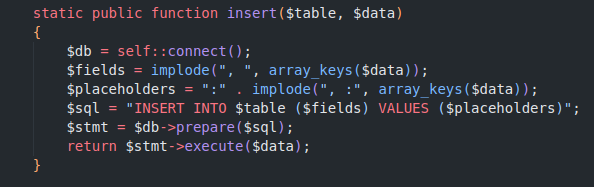 static public function insert($table, $data)
{
    $db = self::connect();
    $fields = implode(", ", array_keys($data));
    $placeholders = ":" . implode(", :", array_keys($data));
    $sql = "INSERT INTO $table ($fields) VALUES ($placeholders)";
    $stmt = $db->prepare($sql);
    return $stmt->execute($data);
}